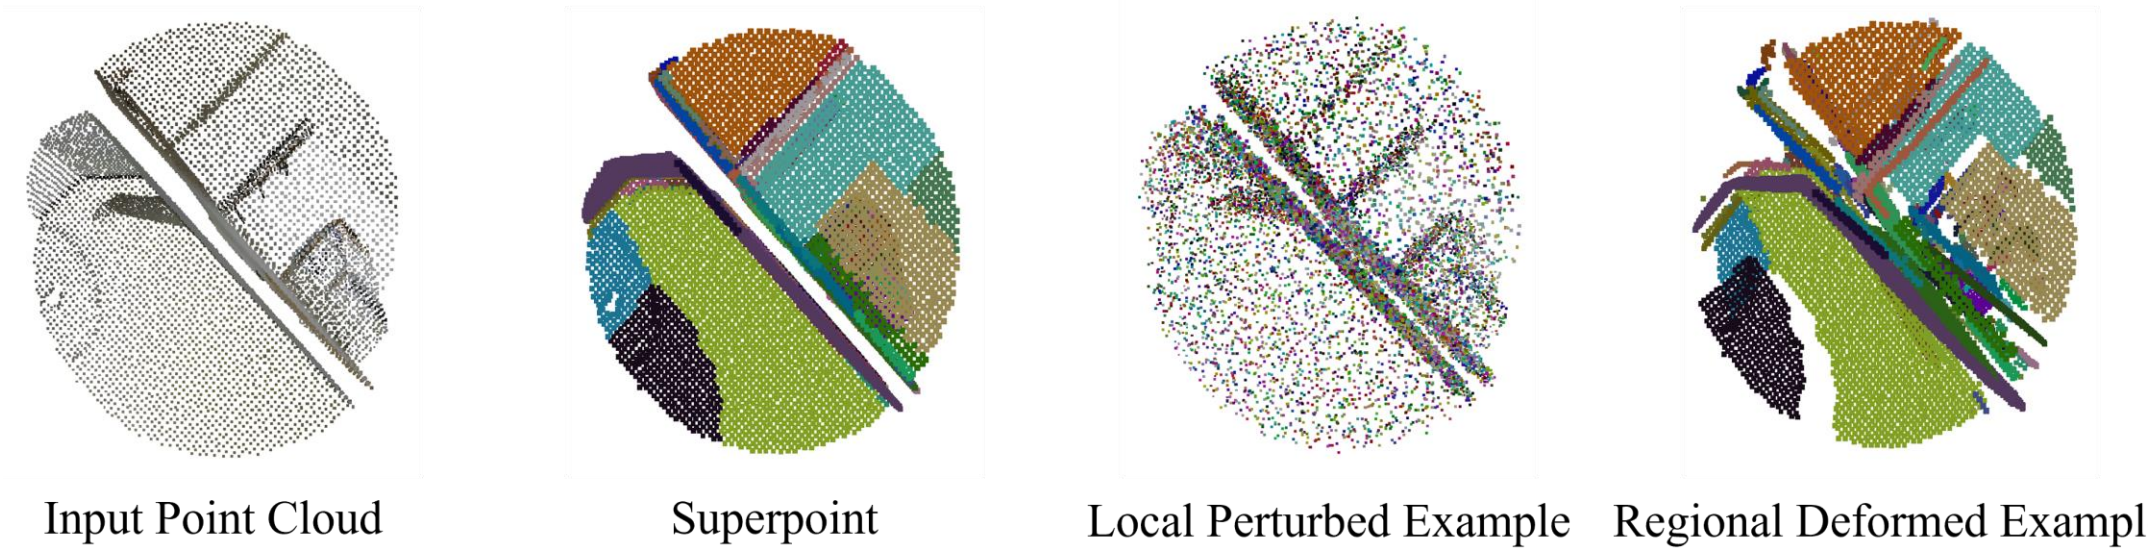 Input Point Cloud
Superpoint
Local Perturbed Example
Regional Deformed Exampl